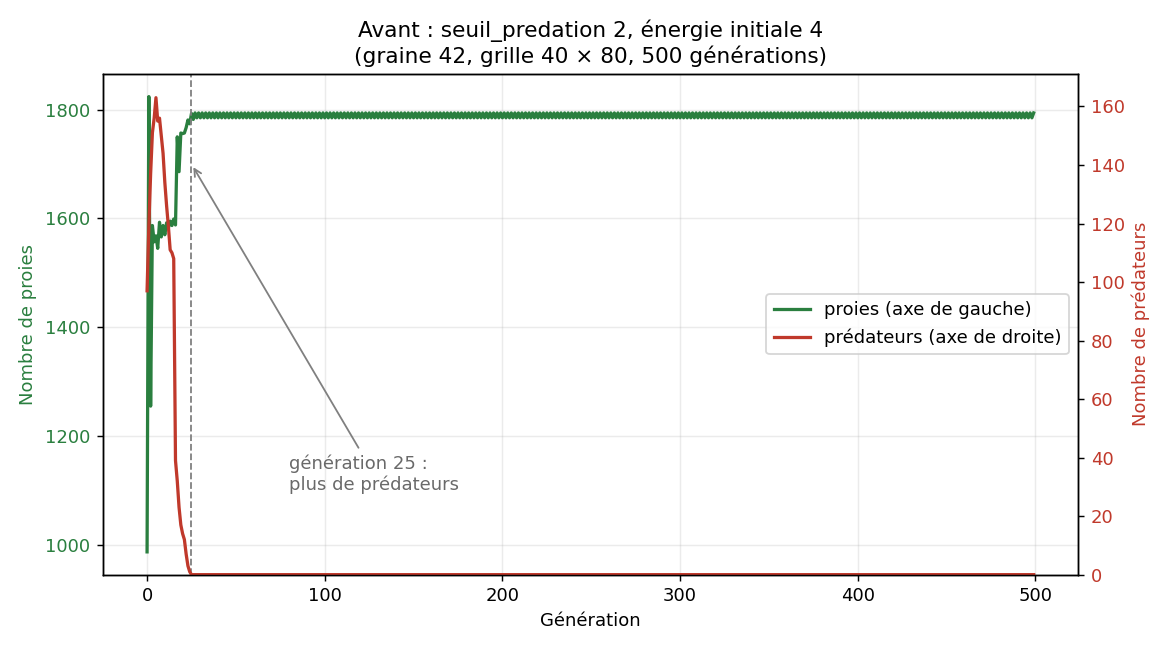 Avant : seuil_predation 2, énergie initiale 4
(graine 42, grille 40 × 80, 500 générations)
Nombre de proies
1800
1600
1400
1200
1000
160
140
120
100
80
60
40
20
0
Nombre de prédateurs
proies (axe de gauche)
prédateurs (axe de droite)
génération 25 :
plus de prédateurs
0
100
200
300
400
500
Génération